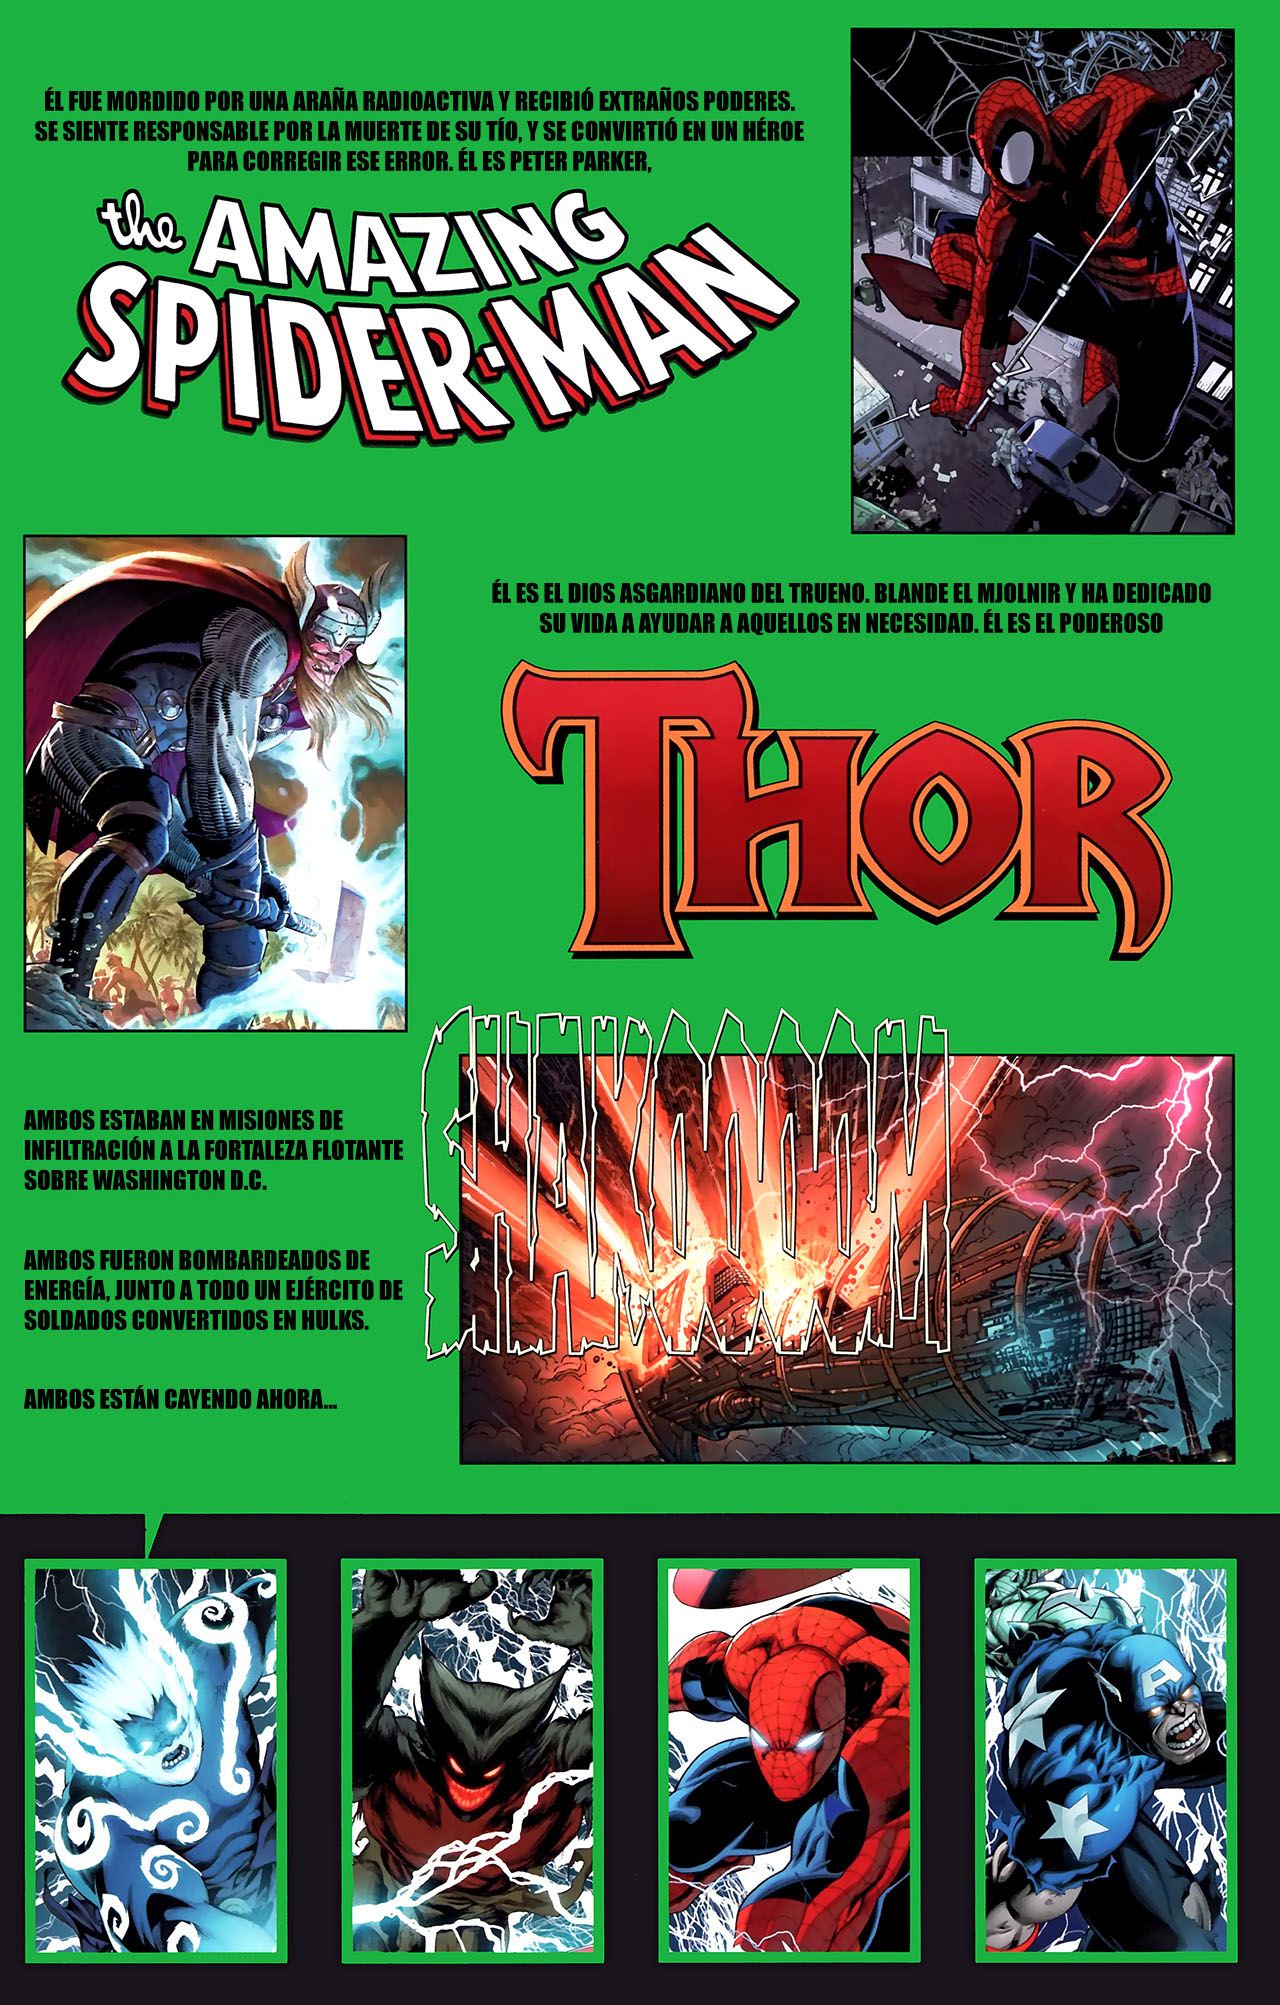 ÉL FUE MORDIDO POR UNA ARAÑA RADIOACTIVA Y RECIBIÓ EXTRAÑOS PODERES.
SE SIENTE RESPONSABLE POR LA MUERTE DE SU TÍO, Y SE CONVIRTIÓ EN UN HÉROE
PARA CORREGIR ESE ERROR. ÉL ES PETER PARKER,
the AMAZING
SPIDER-MAN
ÉL ES EL DIOS ASGARDIANO DEL TRUENO. BLANDE EL MJOLNIR Y HA DEDICADO
SU VIDA A AYUDAR A AQUELLOS EN NECESIDAD. ÉL ES EL PODEROSO
THOR
AMBOS ESTABAN EN MISIONES DE
INFILTRACIÓN A LA FORTALEZA FLOTANTE
SOBRE WASHINGTON D.C.
AMBOS FUERON BOMBARDEADOS DE
ENERGÍA, JUNTO A TODO UN EJÉRCITO DE
SOLDADOS CONVERTIDOS EN HULKS.
AMBOS ESTÁN CAYENDO AHORA...
A